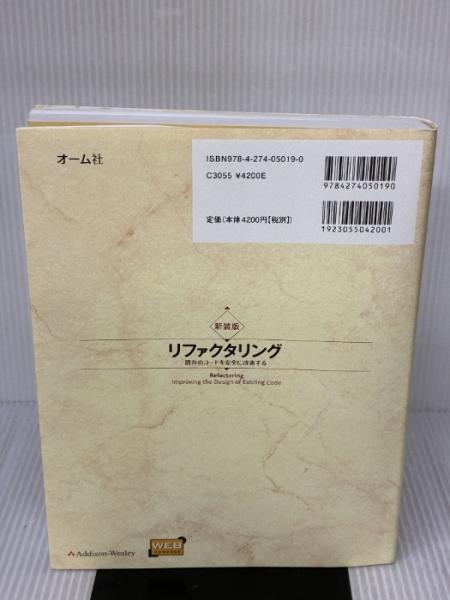 オーム社
ISBN978-4-274-05019-0
C3055 ¥4200E
定価(本体4200円【税別】)
9784274050190
1923055042001
新装版
リファクタリング
既存のコードを安全に改善する
Refactoring
Improving the Design of Existing Code
Addison-Wesley
WEB